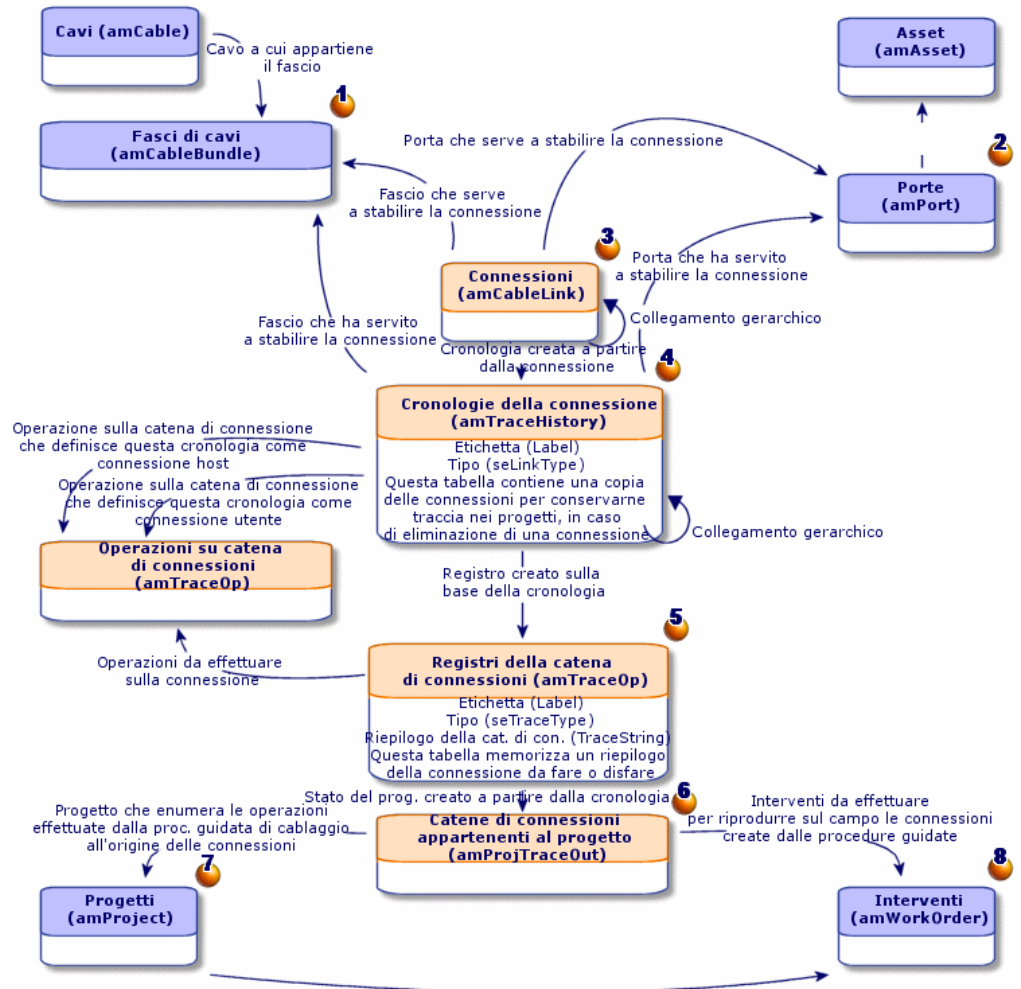 Cavi (amCable)
Cavo a cui appartiene
il fascio
1
Fasci di cavi
(amCableBundle)
Asset
(amAsset)
Porta che serve a stabilire la connessione
2
Porte
(amPort)
Fascio che serve
a stabilire la connessione
3
Connessioni
(amCableLink)
Porta che ha servito
a stabilire la connessione
Collegamento gerarchico
Fascio che ha servito
a stabilire la connessione
Cronologia creata a partire
dalla connessione
4
Cronologie della connessione
(amTraceHistory)
Etichetta (Label)
Tipo (seLinkType)
Questa tabella contiene una copia
delle connessioni per conservarne
traccia nei progetti, in caso
di eliminazione di una connessione
Collegamento gerarchico
Operazione sulla catena di connessione
che definisce questa cronologia come
connessione host
Operazione sulla catena di connessione
che definisce questa cronologia come
connessione utente
Operazioni su catena
di connessioni
(amTraceOp)
Registro creato sulla
base della cronologia
Operazioni da effettuare
sulla connessione
5
Registri della catena
di connessioni (amTraceOp)
Etichetta (Label)
Tipo (seTraceType)
Riepilogo della cat. di con. (TraceString)
Questa tabella memorizza un riepilogo
della connessione da fare o disfare
Stato del prog. creato a partire dalla cronologia
6
Catene di connessioni
appartenenti al progetto
(amProjTraceOut)
Progetto che enumera le operazioni
effettuate dalla proc. guidata di cablaggio
all'origine delle connessioni
Interventi da effettuare
per riprodurre sul campo le connessioni
create dalle procedure guidate
7
Progetti
(amProject)
8
Interventi
(amWorkOrder)